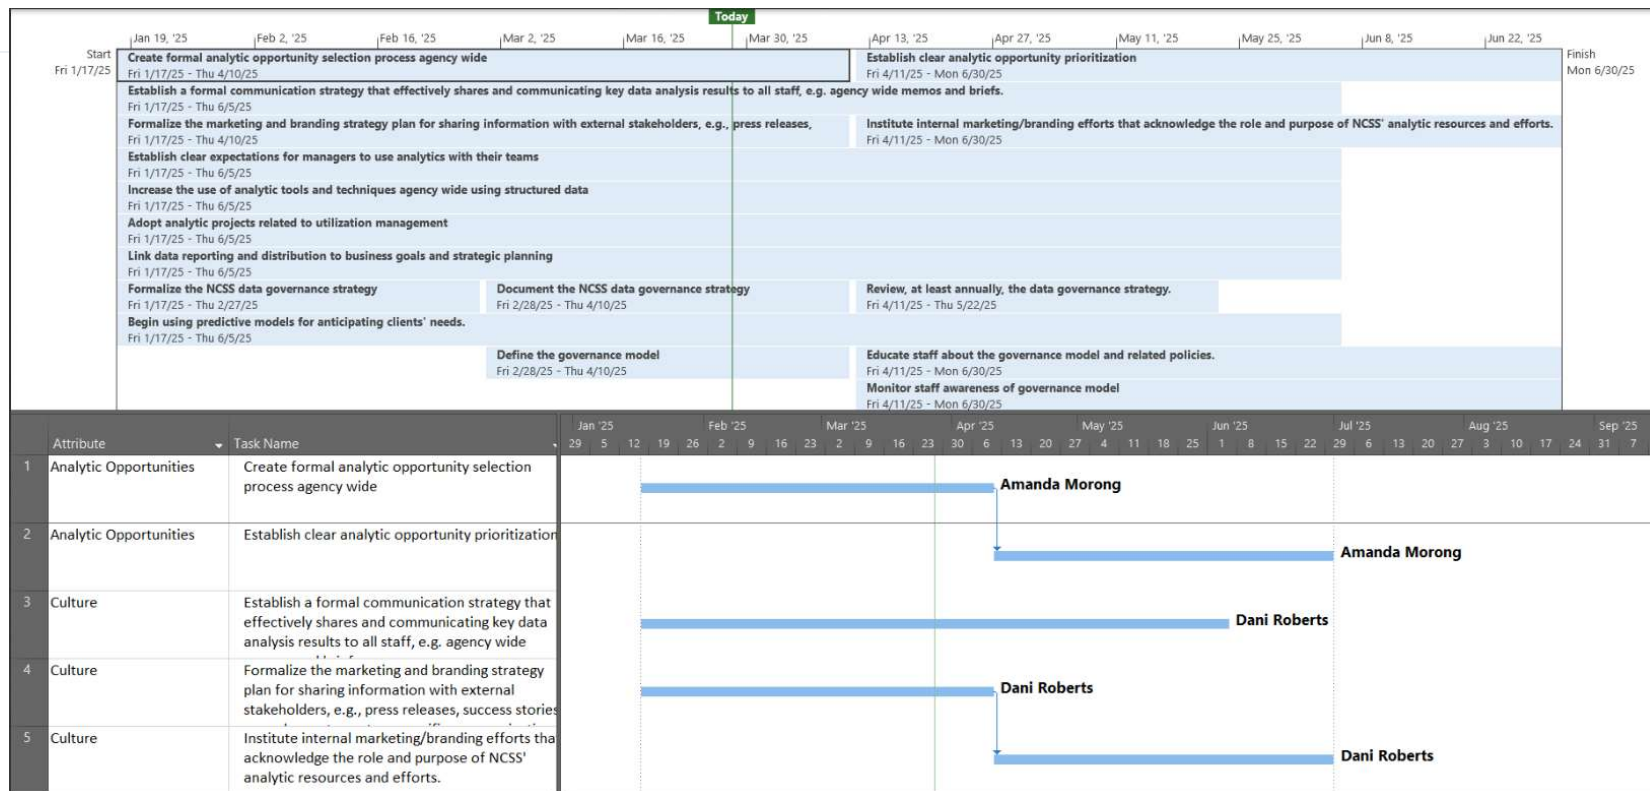 Today
Jan 19, '25 Feb 2, '25 Feb 16, '25 Mar 2, '25 Mar 16, '25 Mar 30, '25 Apr 13, '25 Apr 27, '25 May 11, '25 May 25, '25 Jun 8, '25 Jun 22, '25
Start
Fri 1/17/25
Finish
Mon 6/30/25
Create formal analytic opportunity selection process agency wide
Fri 1/17/25 - Thu 4/10/25
Establish clear analytic opportunity prioritization
Fri 4/11/25 - Mon 6/30/25
Establish a formal communication strategy that effectively shares and communicating key data analysis results to all staff, e.g. agency wide memos and briefs.
Fri 1/17/25 - Thu 6/5/25
Formalize the marketing and branding strategy plan for sharing information with external stakeholders, e.g., press releases,
Fri 1/17/25 - Thu 4/10/25
Institute internal marketing/branding efforts that acknowledge the role and purpose of NCSS' analytic resources and efforts.
Fri 4/11/25 - Mon 6/30/25
Establish clear expectations for managers to use analytics with their teams
Fri 1/17/25 - Thu 6/5/25
Increase the use of analytic tools and techniques agency wide using structured data
Fri 1/17/25 - Thu 6/5/25
Adopt analytic projects related to utilization management
Fri 1/17/25 - Thu 6/5/25
Link data reporting and distribution to business goals and strategic planning
Fri 1/17/25 - Thu 6/5/25
Formalize the NCSS data governance strategy
Fri 1/17/25 - Thu 2/27/25
Document the NCSS data governance strategy
Fri 2/28/25 - Thu 4/10/25
Review, at least annually, the data governance strategy.
Fri 4/11/25 - Thu 5/22/25
Begin using predictive models for anticipating clients' needs.
Fri 1/17/25 - Thu 6/5/25
Define the governance model
Fri 2/28/25 - Thu 4/10/25
Educate staff about the governance model and related policies.
Fri 4/11/25 - Mon 6/30/25
Monitor staff awareness of governance model
Fri 4/11/25 - Mon 6/30/25
Jan '25 Feb '25 Mar '25 Apr '25 May '25 Jun '25 Jul '25 Aug '25 Sep '25
Attribute Task Name
29 5 12 19 26 2 9 16 23 2 9 16 23 30 6 13 20 27 4 11 18 25 1 8 15 22 29 6 13 20 27 3 10 17 24 31 7
1 Analytic Opportunities
Create formal analytic opportunity selection
process agency wide
Amanda Morong
2 Analytic Opportunities
Establish clear analytic opportunity prioritization
Amanda Morong
3 Culture
Establish a formal communication strategy that
effectively shares and communicating key data
analysis results to all staff, e.g. agency wide
Dani Roberts
4 Culture
Formalize the marketing and branding strategy
plan for sharing information with external
stakeholders, e.g., press releases, success stories
Dani Roberts
5 Culture
Institute internal marketing/branding efforts tha
acknowledge the role and purpose of NCSS'
analytic resources and efforts.
Dani Roberts